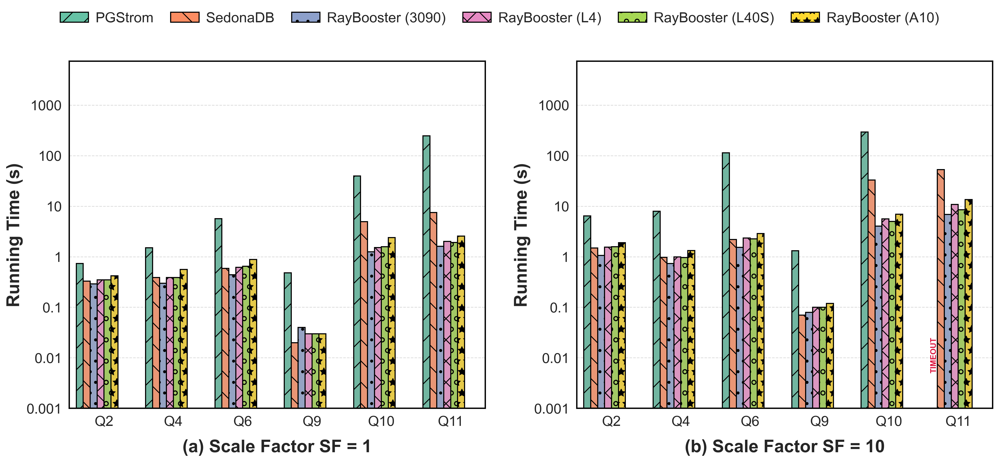 PGStrom SedonaDB RayBooster (3090) RayBooster (L4) RayBooster (L40S) RayBooster (A10)
Running Time (s)
1000
100
10
1
0.1
0.01
0.001
Q2 Q4 Q6 Q9 Q10 Q11
(a) Scale Factor SF = 1
Running Time (s)
1000
100
10
1
0.1
0.01
0.001
TIMEOUT
Q2 Q4 Q6 Q9 Q10 Q11
(b) Scale Factor SF = 10